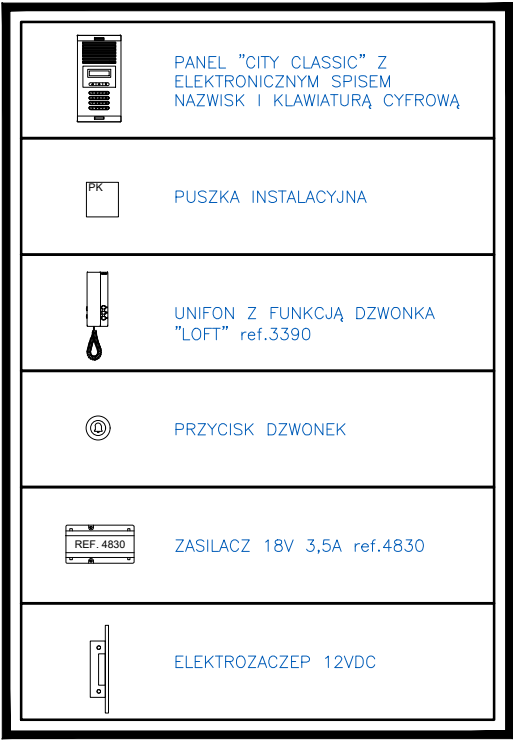 PANEL "CITY CLASSIC" Z
ELEKTRONICZNYM SPISEM
NAZWISK I KLAWIATURĄ CYFROWĄ
PK
PUSZKA INSTALACYJNA
UNIFON Z FUNKCJĄ DZWONKA
"LOFT" ref.3390
PRZYCISK DZWONEK
REF. 4830
ZASILACZ 18V 3,5A ref.4830
ELEKTROZACZEP 12VDC